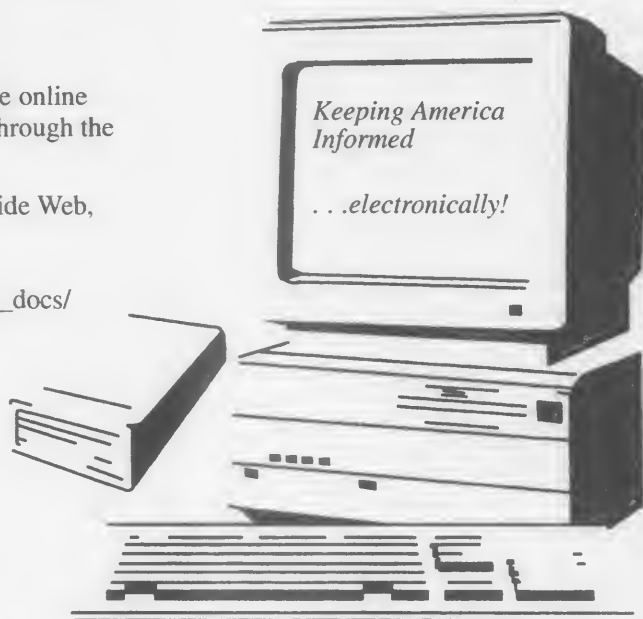 e online
hrough the
ide Web,
_docs/
Keeping America
Informed
. . .electronically!